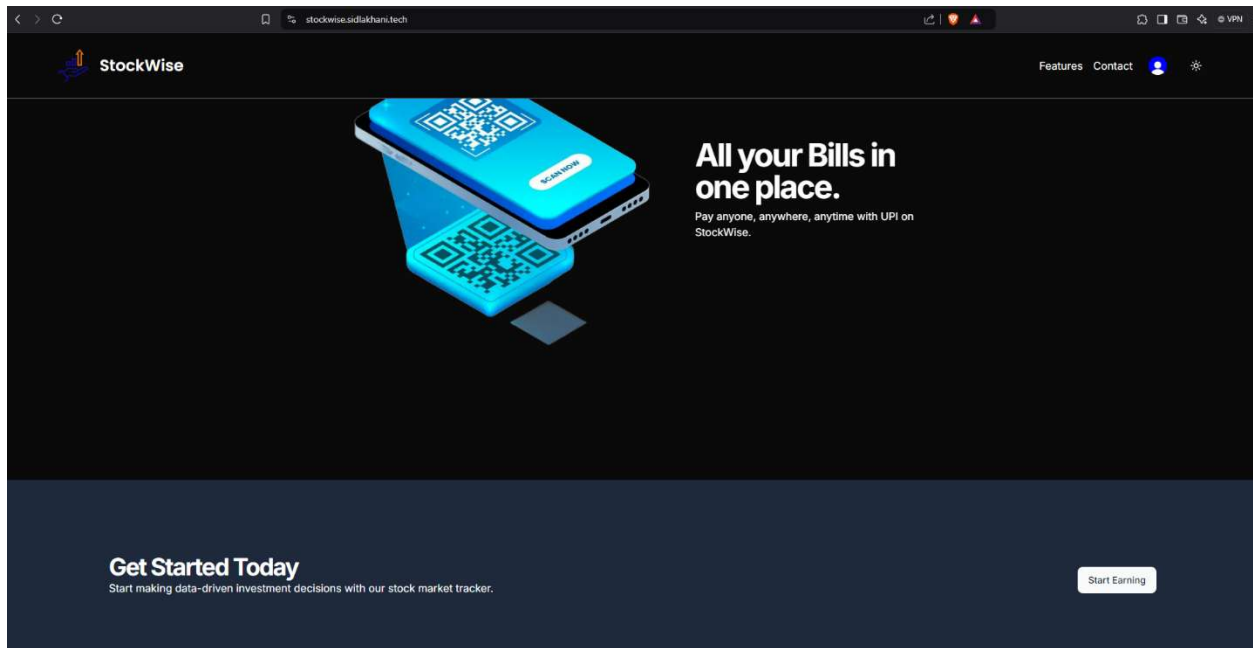 stockwise.sidlakhani.tech
VPN
StockWise
Features Contact
SCAN NOW
All your Bills in
one place.
Pay anyone, anywhere, anytime with UPI on
StockWise.
Get Started Today
Start making data-driven investment decisions with our stock market tracker.
Start Earning